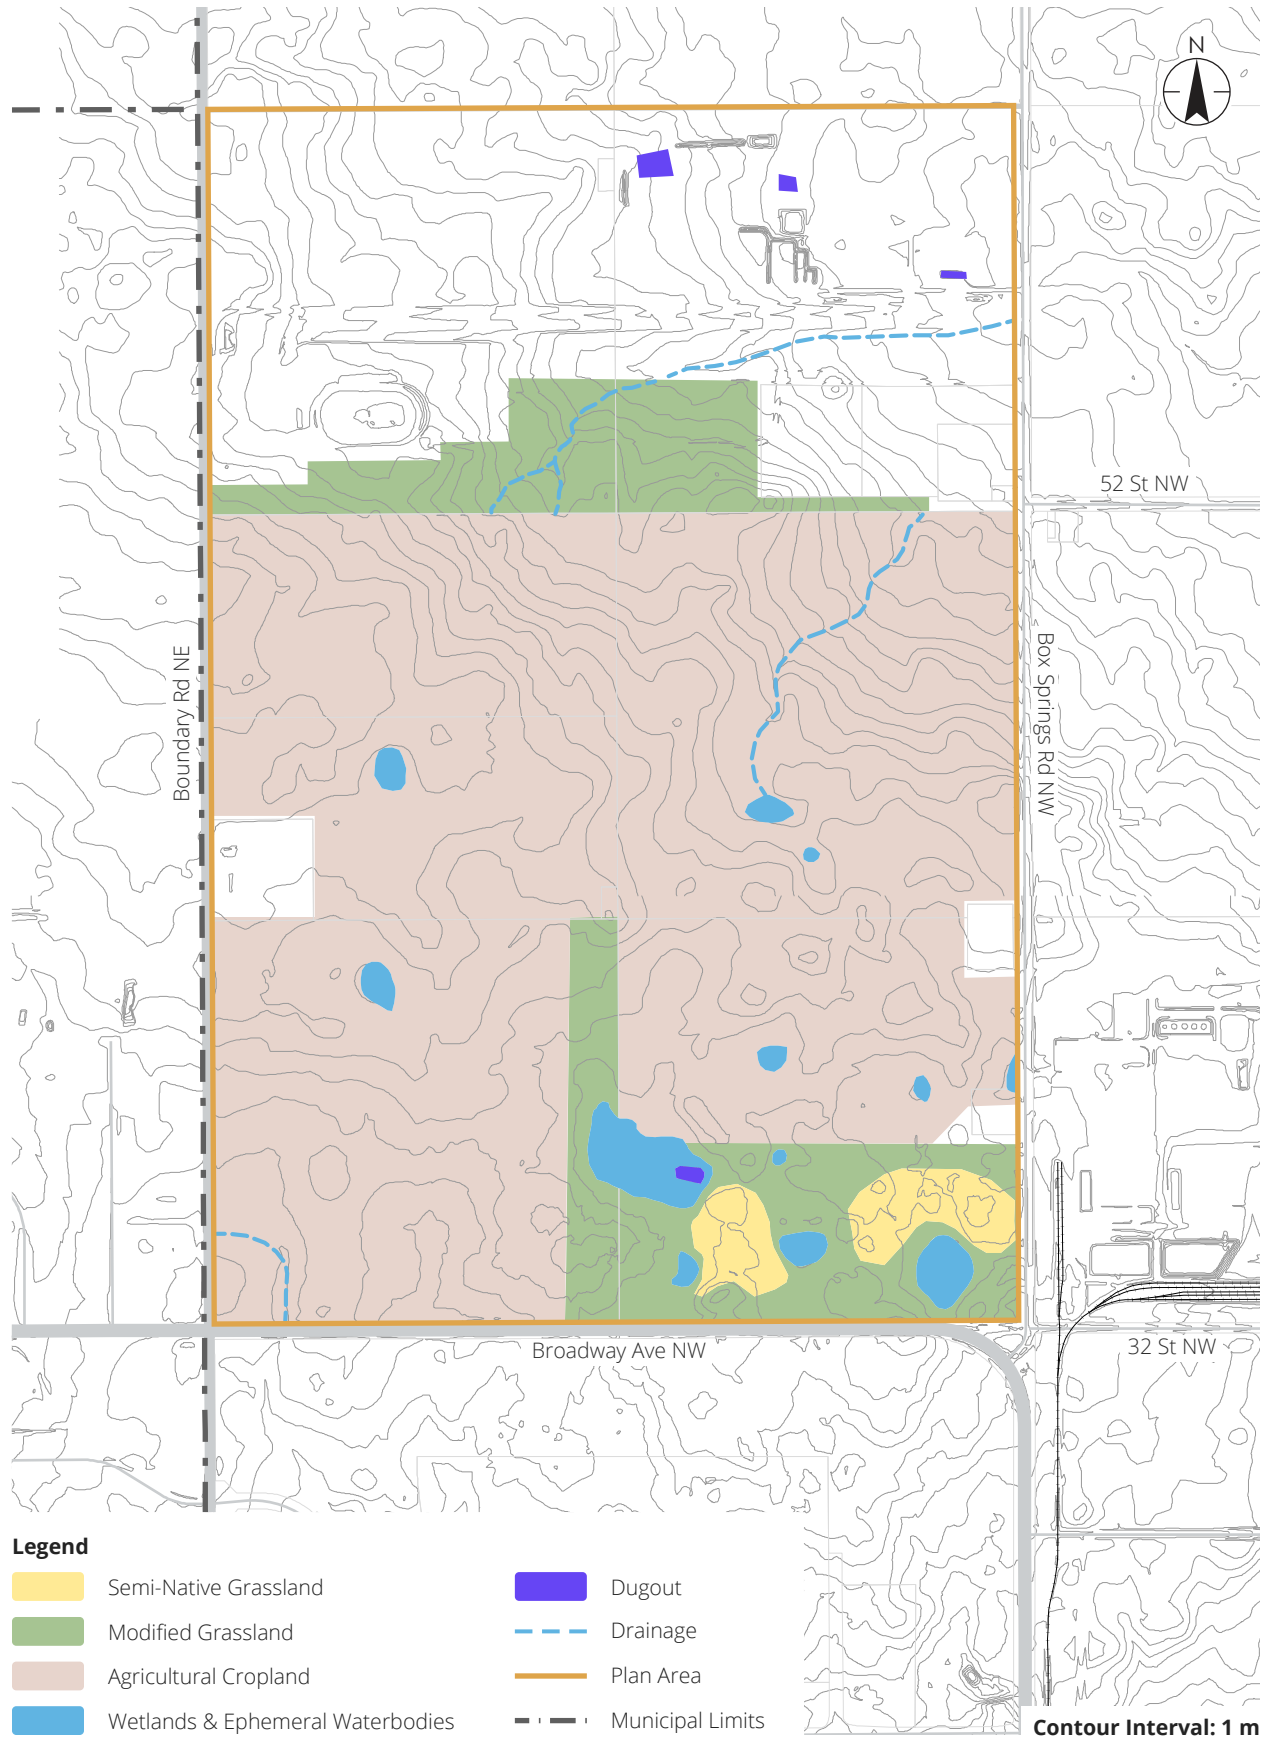 N
52 St NW
Boundary Rd NE
Box Springs Rd NW
Broadway Ave NW
32 St NW
Legend
Semi-Native Grassland
Modified Grassland
Agricultural Cropland
Wetlands & Ephemeral Waterbodies
Dugout
Drainage
Plan Area
Municipal Limits
Contour Interval: 1 m